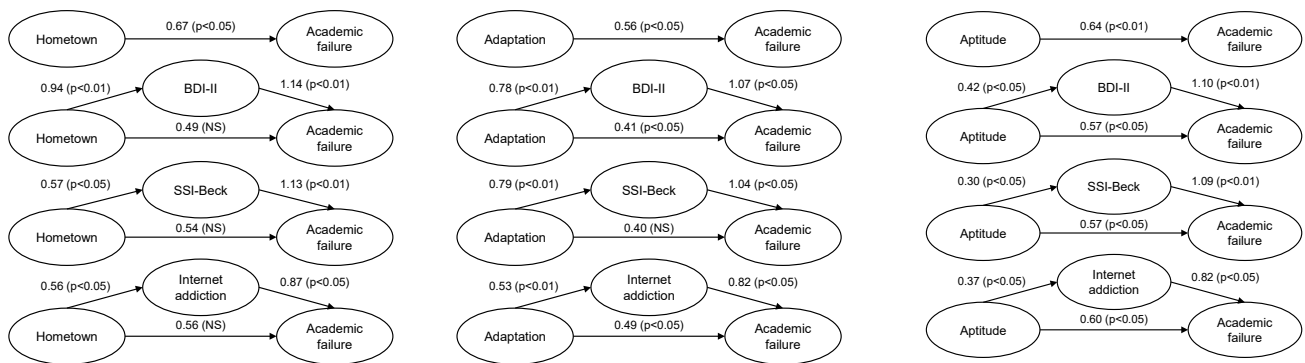 Hometown
0.67 (p<0.05)
Academic
failure
0.94 (p<0.01)
BDI-II
1.14 (p<0.01)
Hometown
0.49 (NS)
Academic
failure
0.57 (p<0.05)
SSI-Beck
1.13 (p<0.01)
Hometown
0.54 (NS)
Academic
failure
0.56 (p<0.05)
Internet
addiction
0.87 (p<0.05)
Hometown
0.56 (NS)
Academic
failure
Adaptation
0.56 (p<0.05)
Academic
failure
0.78 (p<0.01)
BDI-II
1.07 (p<0.05)
Adaptation
0.41 (p<0.05)
Academic
failure
0.79 (p<0.01)
SSI-Beck
1.04 (p<0.05)
Adaptation
0.40 (NS)
Academic
failure
0.53 (p<0.01)
Internet
addiction
0.82 (p<0.05)
Adaptation
0.49 (p<0.05)
Academic
failure
Aptitude
0.64 (p<0.01)
Academic
failure
0.42 (p<0.05)
BDI-II
1.10 (p<0.01)
Aptitude
0.57 (p<0.05)
Academic
failure
0.30 (p<0.05)
SSI-Beck
1.09 (p<0.01)
Aptitude
0.57 (p<0.05)
Academic
failure
0.37 (p<0.05)
Internet
addiction
0.82 (p<0.05)
Aptitude
0.60 (p<0.05)
Academic
failure